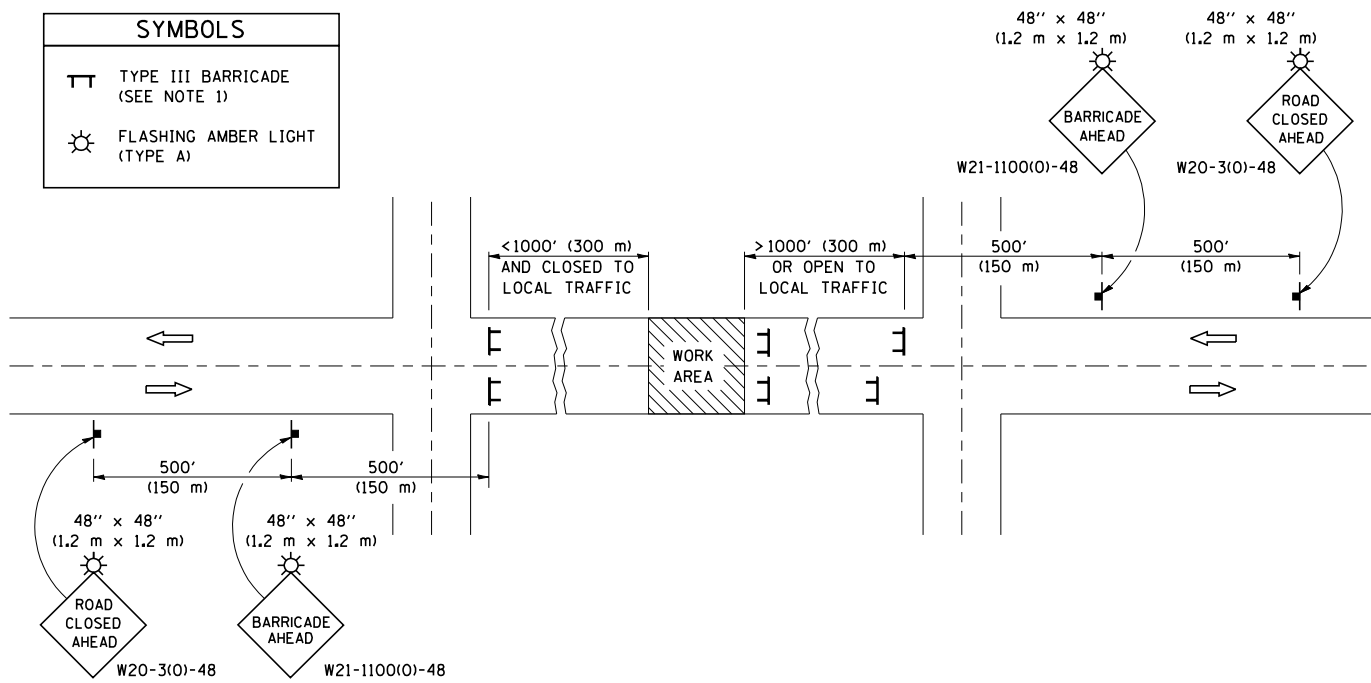 SYMBOLS
TYPE III BARRICADE
(SEE NOTE 1)
FLASHING AMBER LIGHT
(TYPE A)
48'' x 48''
(1.2 m x 1.2 m)
BARRICADE
AHEAD
W21-1100(O)-48
48'' x 48''
(1.2 m x 1.2 m)
ROAD
CLOSED
AHEAD
W20-3(O)-48
<1000' (300 m)
AND CLOSED TO
LOCAL TRAFFIC
>1000' (300 m)
OR OPEN TO
LOCAL TRAFFIC
500'
(150 m)
500'
(150 m)
WORK
AREA
500'
(150 m)
500'
(150 m)
48'' x 48''
(1.2 m x 1.2 m)
ROAD
CLOSED
AHEAD
W20-3(O)-48
48'' x 48''
(1.2 m x 1.2 m)
BARRICADE
AHEAD
W21-1100(O)-48